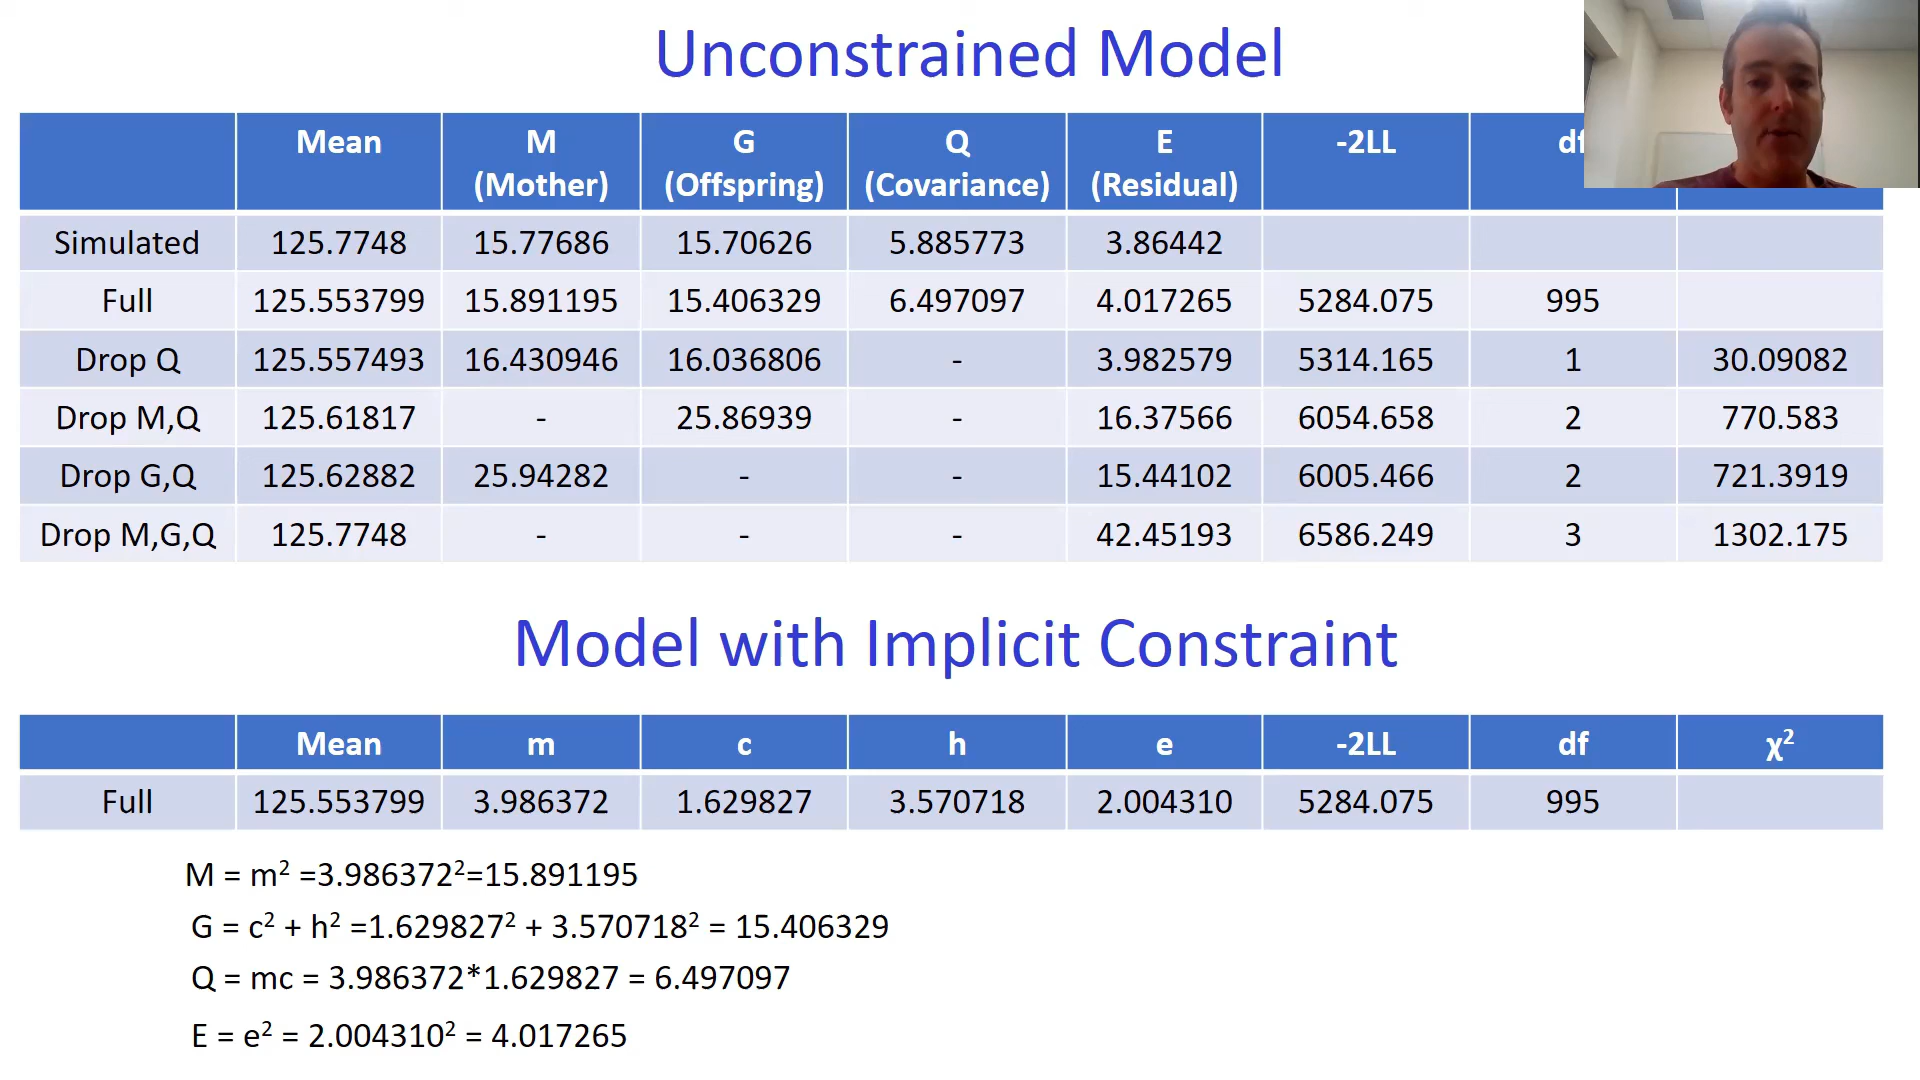 Unconstrained Model
Mean M G Q E -2LL df
(Mother) (Offspring) (Covariance) (Residual)
Simulated 125.7748 15.77686 15.70626 5.885773 3.86442
Full 125.553799 15.891195 15.406329 6.497097 4.017265 5284.075 995
Drop Q 125.557493 16.430946 16.036806 - 3.982579 5314.165 1 30.09082
Drop M,Q 125.61817 - 25.86939 - 16.37566 6054.658 2 770.583
Drop G,Q 125.62882 25.94282 - - 15.44102 6005.466 2 721.3919
Drop M,G,Q 125.7748 - - - 42.45193 6586.249 3 1302.175
Model with Implicit Constraint
Mean m c h e -2LL df χ²
Full 125.553799 3.986372 1.629827 3.570718 2.004310 5284.075 995
M = m² =3.986372²=15.891195
G = c² + h² =1.629827² + 3.570718² = 15.406329
Q = mc = 3.986372*1.629827 = 6.497097
E = e² = 2.004310² = 4.017265